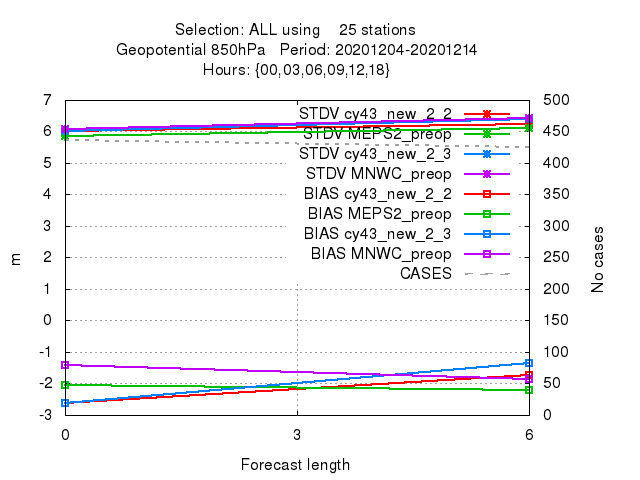 Selection: ALL using 25 stations
Geopotential 850hPa Period: 20201204-20201214
Hours: {00,03,06,09,12,18}
7 500
6 450
5 400
4 350
3 300
2 250
1 200
0 150
-1 100
-2 50
-3 0
STDV cy43_new_2_2
STDV MEPS2_preop
STDV cy43_new_2_3
STDV MNWC_preop
BIAS cy43_new_2_2
BIAS MEPS2_preop
BIAS cy43_new_2_3
BIAS MNWC_preop
CASES
m
No cases
0 3 6
Forecast length